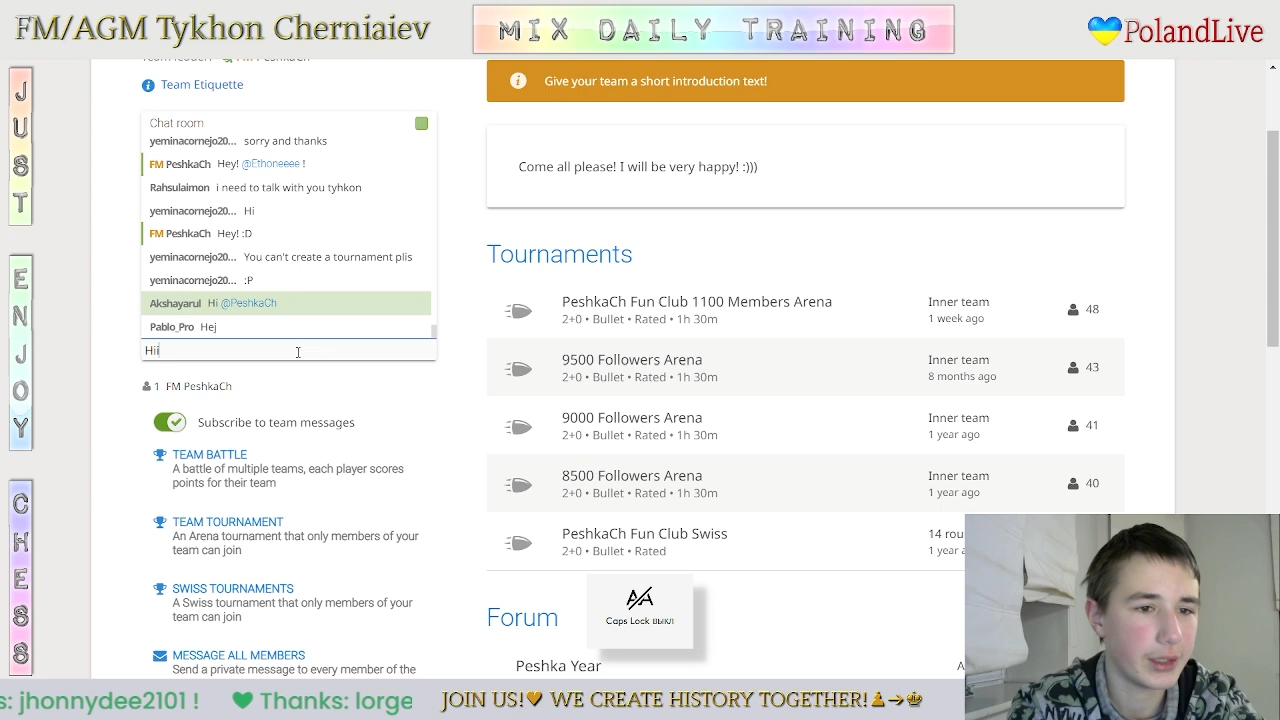 FM/AGM Tykhon Cherniaiev
MIX DAILY TRAINING
PolandLive
JUST
ENJOY
CHESS
FM PeshkaCh
Team Etiquette
Give your team a short introduction text!
Chat room
yeminacornejo20... sorry and thanks
FM PeshkaCh Hey! @Ethoneeee !
Rahsulaimon i need to talk with you tyhkon
yeminacornejo20... Hi
FM PeshkaCh Hey! :D
yeminacornejo20... You can't create a tournament plis
yeminacornejo20... :P
Akshayarul Hi @PeshkaCh
Pablo_Pro Hej
Hii
1 FM PeshkaCh
Subscribe to team messages
TEAM BATTLE
A battle of multiple teams, each player scores
points for their team
TEAM TOURNAMENT
An Arena tournament that only members of your
team can join
SWISS TOURNAMENTS
A Swiss tournament that only members of your
team can join
MESSAGE ALL MEMBERS
Send a private message to every member of the
Come all please! I will be very happy! :)))
Tournaments
PeshkaCh Fun Club 1100 Members Arena Inner team 48
2+0 • Bullet • Rated • 1h 30m 1 week ago
9500 Followers Arena Inner team 43
2+0 • Bullet • Rated • 1h 30m 8 months ago
9000 Followers Arena Inner team 41
2+0 • Bullet • Rated • 1h 30m 1 year ago
8500 Followers Arena Inner team 40
2+0 • Bullet • Rated • 1h 30m 1 year ago
PeshkaCh Fun Club Swiss 14 rou
2+0 • Bullet • Rated 1 year a
Caps Lock ВЫКЛ
Forum
Peshka Year A
s: jhonnydee2101 ! Thanks: lorge
JOIN US! WE CREATE HISTORY TOGETHER!